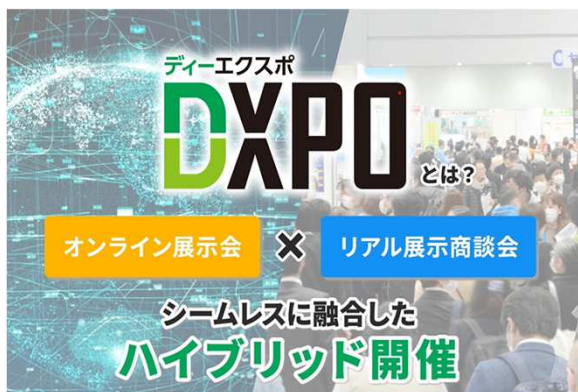 ディーエクスポ
DXPO とは？
オンライン展示会 × リアル展示商談会
シームレスに融合した
ハイブリッド開催